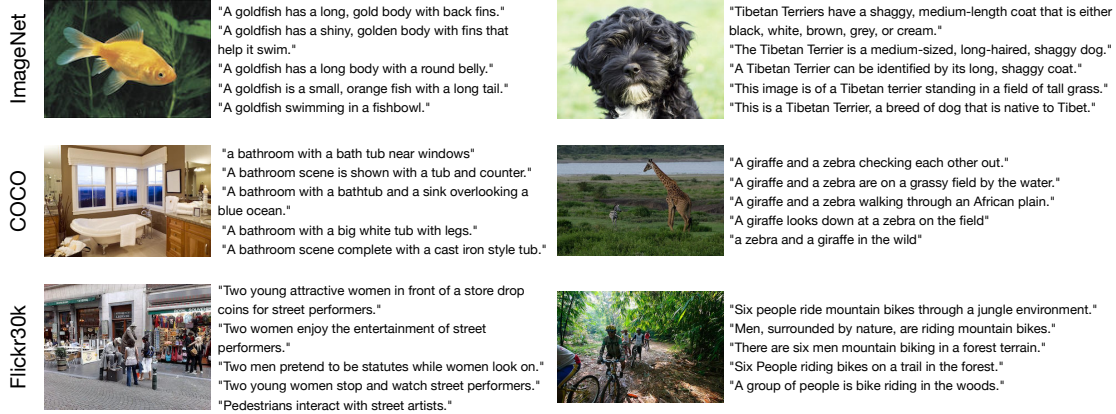 ImageNet
"A goldfish has a long, gold body with back fins."
"A goldfish has a shiny, golden body with fins that
help it swim."
"A goldfish has a long body with a round belly."
"A goldfish is a small, orange fish with a long tail."
"A goldfish swimming in a fishbowl."
"Tibetan Terriers have a shaggy, medium-length coat that is either
black, white, brown, grey, or cream."
"The Tibetan Terrier is a medium-sized, long-haired, shaggy dog."
"A Tibetan Terrier can be identified by its long, shaggy coat."
"This image is of a Tibetan terrier standing in a field of tall grass."
"This is a Tibetan Terrier, a breed of dog that is native to Tibet."
COCO
"a bathroom with a bath tub near windows"
"A bathroom scene is shown with a tub and counter."
"A bathroom with a bathtub and a sink overlooking a
blue ocean."
"A bathroom with a big white tub with legs."
"A bathroom scene complete with a cast iron style tub."
"A giraffe and a zebra checking each other out."
"A giraffe and a zebra are on a grassy field by the water."
"A giraffe and a zebra walking through an African plain."
"A giraffe looks down at a zebra on the field"
"a zebra and a giraffe in the wild"
Flickr30k
"Two young attractive women in front of a store drop
coins for street performers."
"Two women enjoy the entertainment of street
performers."
"Two men pretend to be statutes while women look on."
"Two young women stop and watch street performers."
"Pedestrians interact with street artists."
"Six people ride mountain bikes through a jungle environment."
"Men, surrounded by nature, are riding mountain bikes."
"There are six men mountain biking in a forest terrain."
"Six People riding bikes on a trail in the forest."
"A group of people is bike riding in the woods."